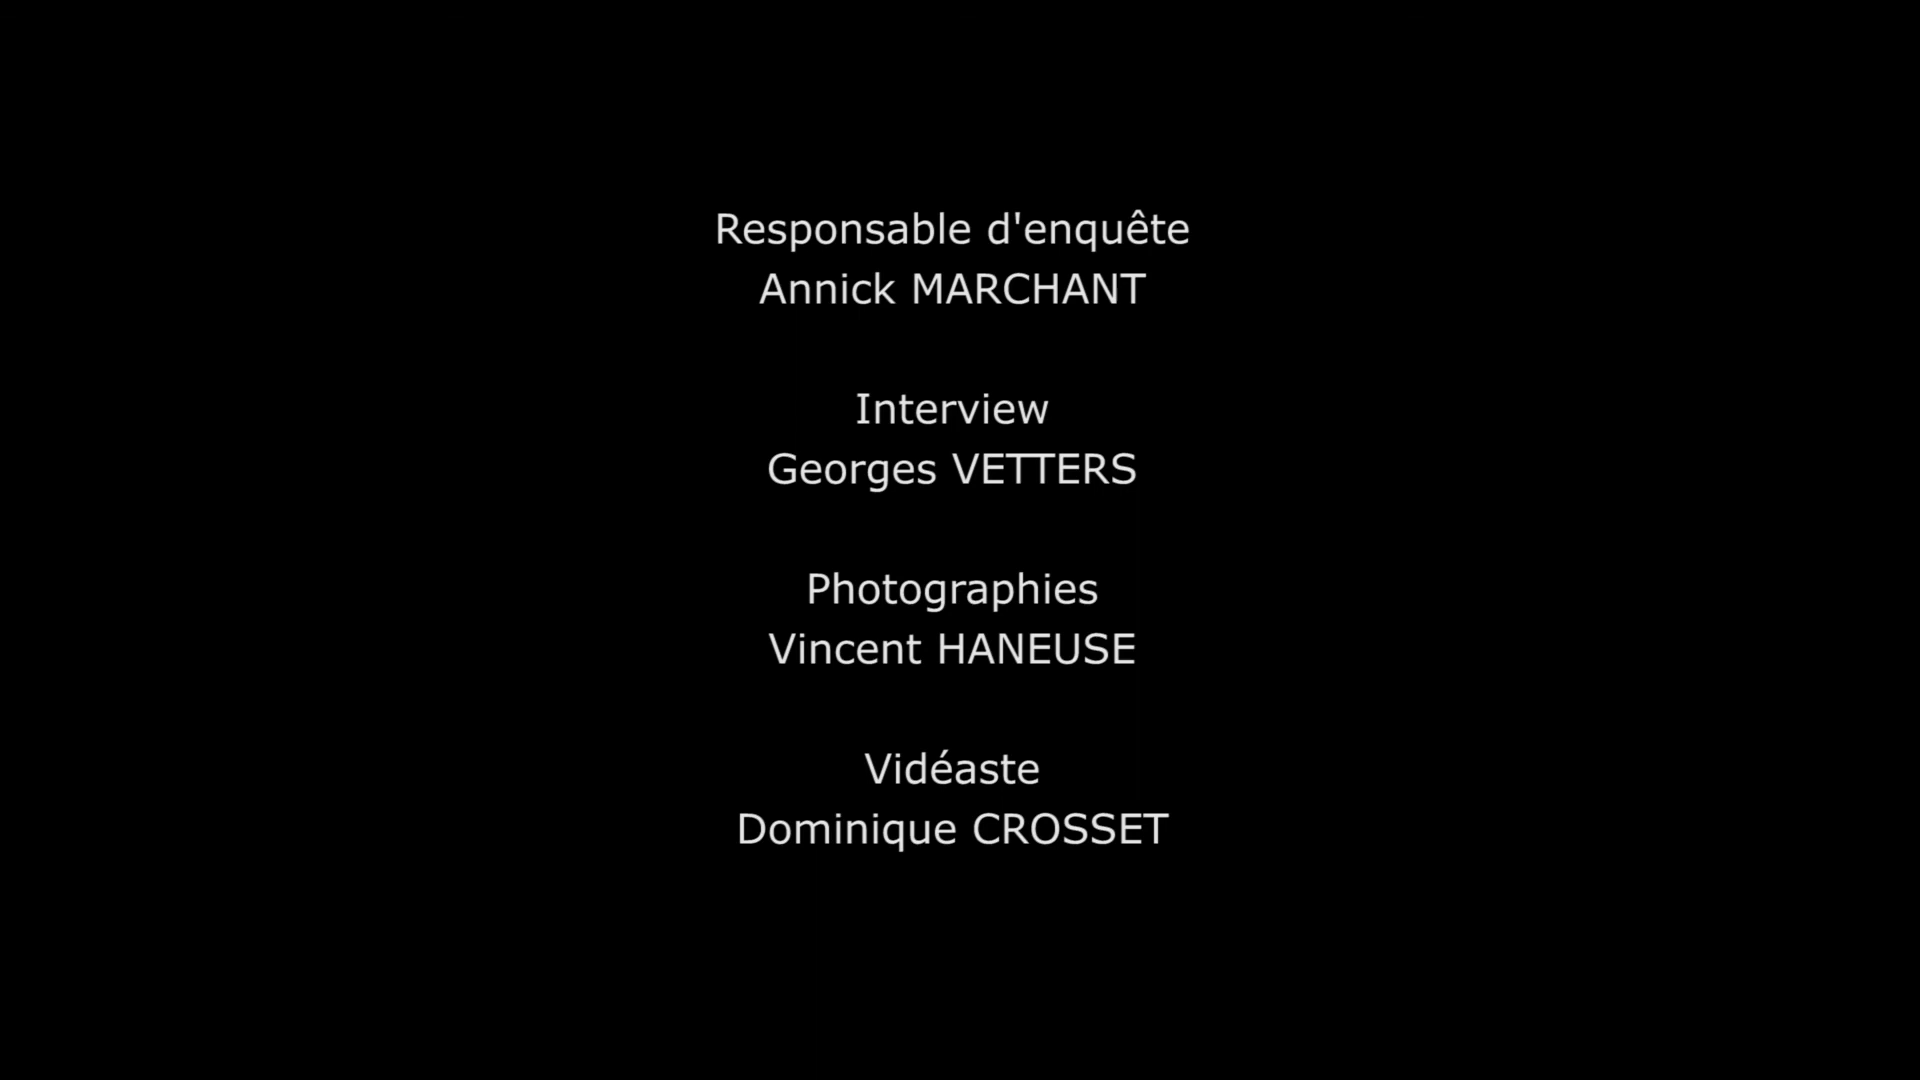 Responsable d'enquête
Annick MARCHANT
Interview
Georges VETTERS
Photographies
Vincent HANEUSE
Vidéaste
Dominique CROSSET